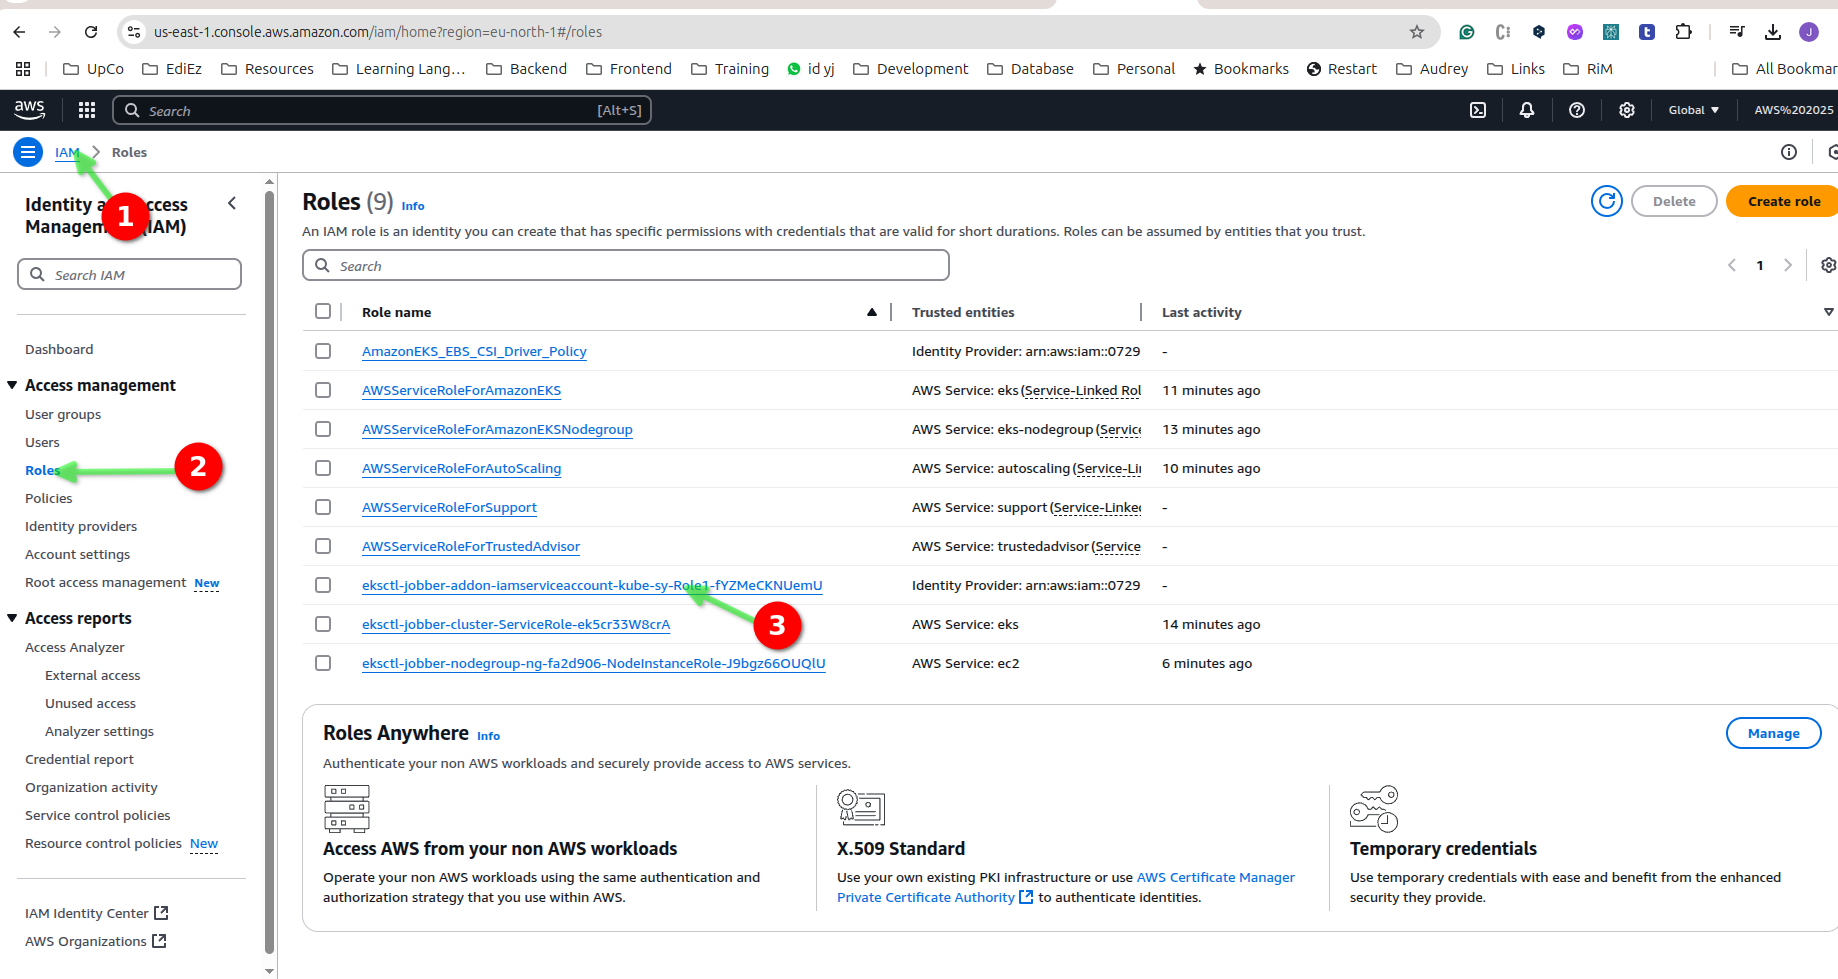 us-east-1.console.aws.amazon.com/iam/home?region=eu-north-1#/roles
J
UpCo EdiEz Resources Learning Lang... Backend Frontend Training id yj Development Database Personal Bookmarks Restart Audrey Links RiM All Bookmar
aws Search [Alt+S] Global AWS%202025
IAM Roles
Identity a ccess
Managem (IAM)
1
Search IAM
Dashboard
Access management
User groups
Users
Roles
2
Policies
Identity providers
Account settings
Root access management New
Access reports
Access Analyzer
External access
Unused access
Analyzer settings
Credential report
Organization activity
Service control policies
Resource control policies New
IAM Identity Center
AWS Organizations
Roles (9) Info
Delete
Create role
An IAM role is an identity you can create that has specific permissions with credentials that are valid for short durations. Roles can be assumed by entities that you trust.
Search
1
Role name Trusted entities Last activity
AmazonEKS_EBS_CSI_Driver_Policy Identity Provider: arn:aws:iam::0729 -
AWSServiceRoleForAmazonEKS AWS Service: eks (Service-Linked Rol 11 minutes ago
AWSServiceRoleForAmazonEKSNodegroup AWS Service: eks-nodegroup (Service 13 minutes ago
AWSServiceRoleForAutoScaling AWS Service: autoscaling (Service-Li 10 minutes ago
AWSServiceRoleForSupport AWS Service: support (Service-Linked -
AWSServiceRoleForTrustedAdvisor AWS Service: trustedadvisor (Service -
eksctl-jobber-addon-iamserviceaccount-kube-sy-Role1-fYZMeCKNUemU Identity Provider: arn:aws:iam::0729 -
3
eksctl-jobber-cluster-ServiceRole-ek5cr33W8crA AWS Service: eks 14 minutes ago
eksctl-jobber-nodegroup-ng-fa2d906-NodeInstanceRole-J9bgz66OUQlU AWS Service: ec2 6 minutes ago
Roles Anywhere Info
Manage
Authenticate your non AWS workloads and securely provide access to AWS services.
Access AWS from your non AWS workloads
Operate your non AWS workloads using the same authentication and
authorization strategy that you use within AWS.
X.509 Standard
Use your own existing PKI infrastructure or use AWS Certificate Manager
Private Certificate Authority to authenticate identities.
Temporary credentials
Use temporary credentials with ease and benefit from the enhanced
security they provide.